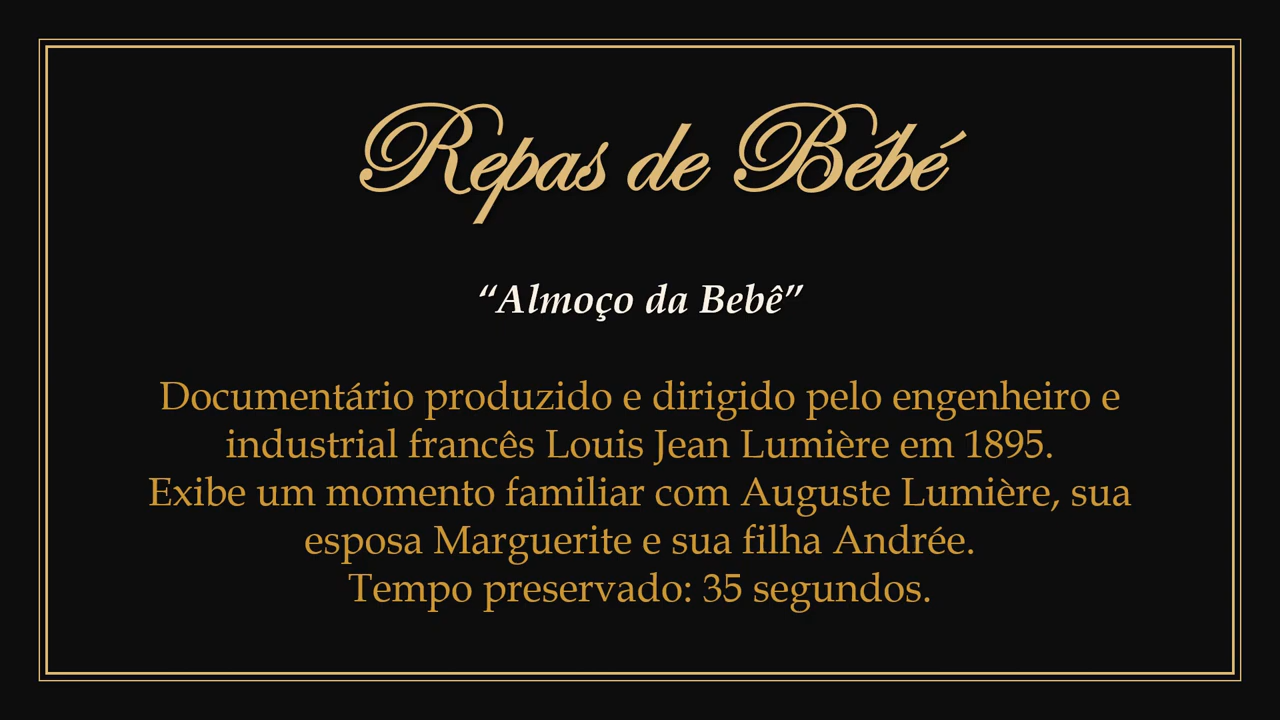 Repas de Bébé
“Almoço da Bebê”
Documentário produzido e dirigido pelo engenheiro e
industrial francês Louis Jean Lumière em 1895.
Exibe um momento familiar com Auguste Lumière, sua
esposa Marguerite e sua filha Andrée.
Tempo preservado: 35 segundos.